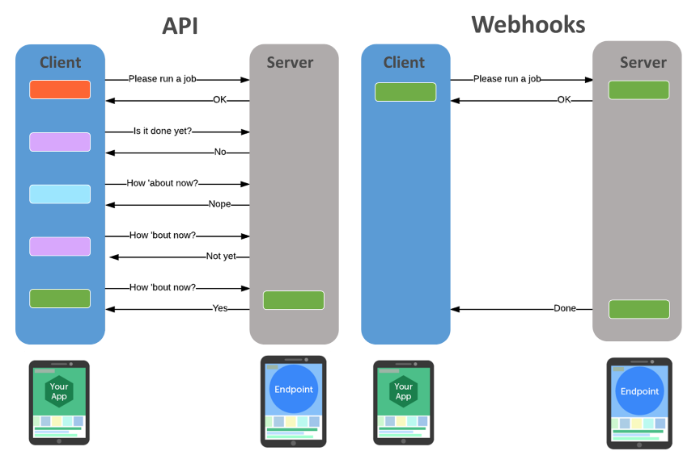 API
Webhooks
Client
Server
Please run a job
OK
Is it done yet?
No
How 'about now?
Nope
How 'bout now?
Not yet
How 'bout now?
Yes
Your
App
Endpoint
Client
Server
Please run a job
OK
Done
Your
App
Endpoint